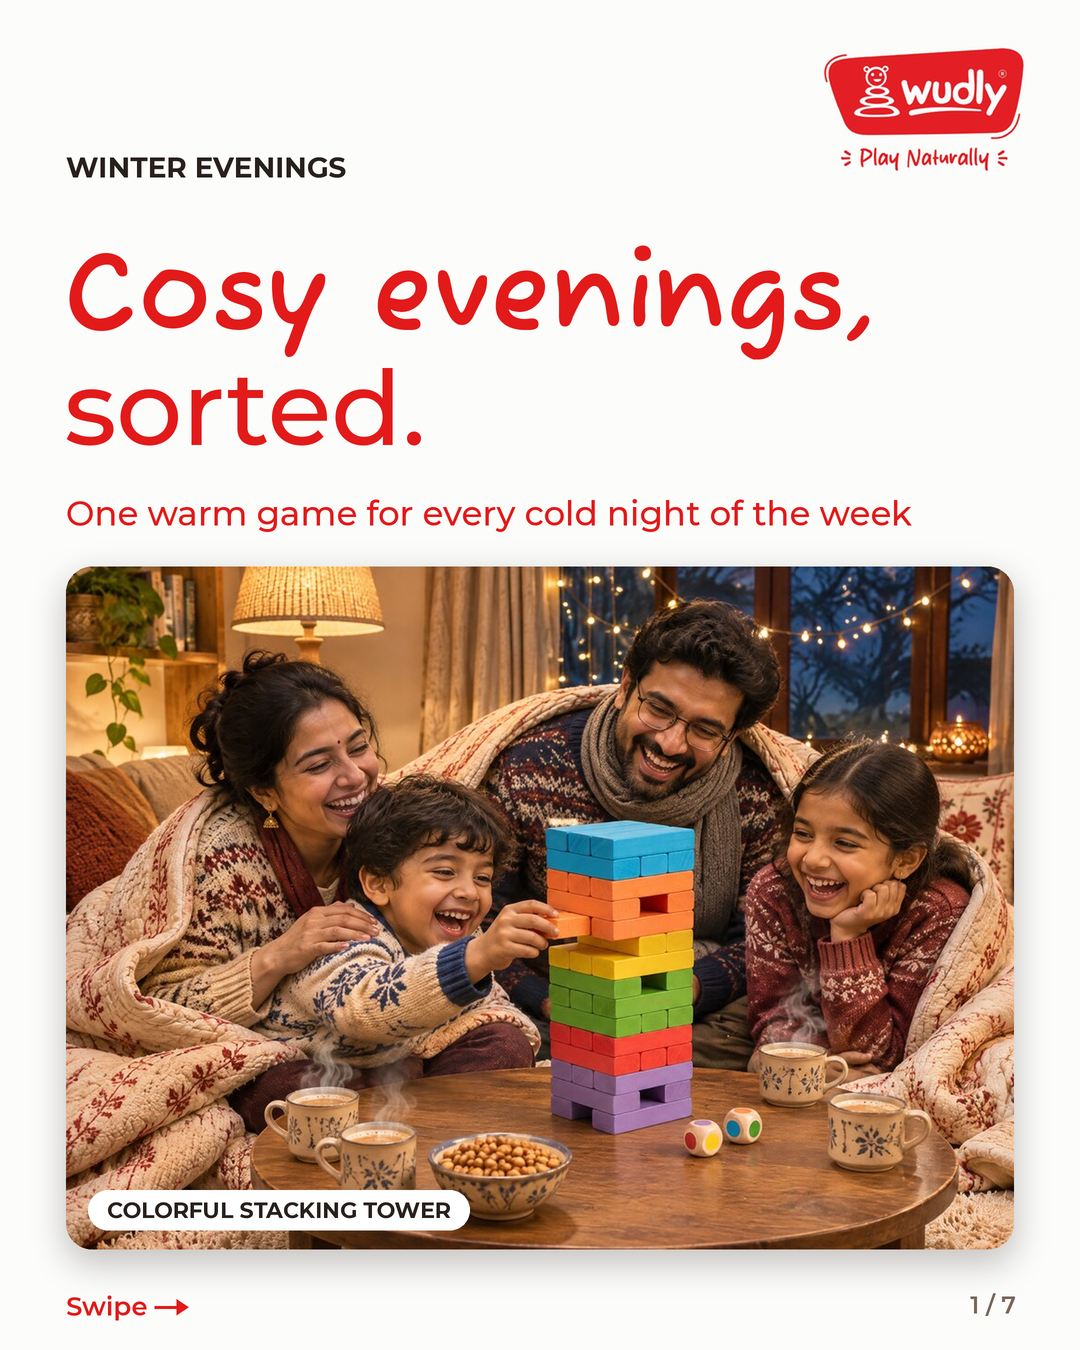 wudly®
Play Naturally
WINTER EVENINGS
Cosy evenings,
sorted.
One warm game for every cold night of the week
COLORFUL STACKING TOWER
Swipe →
1 / 7